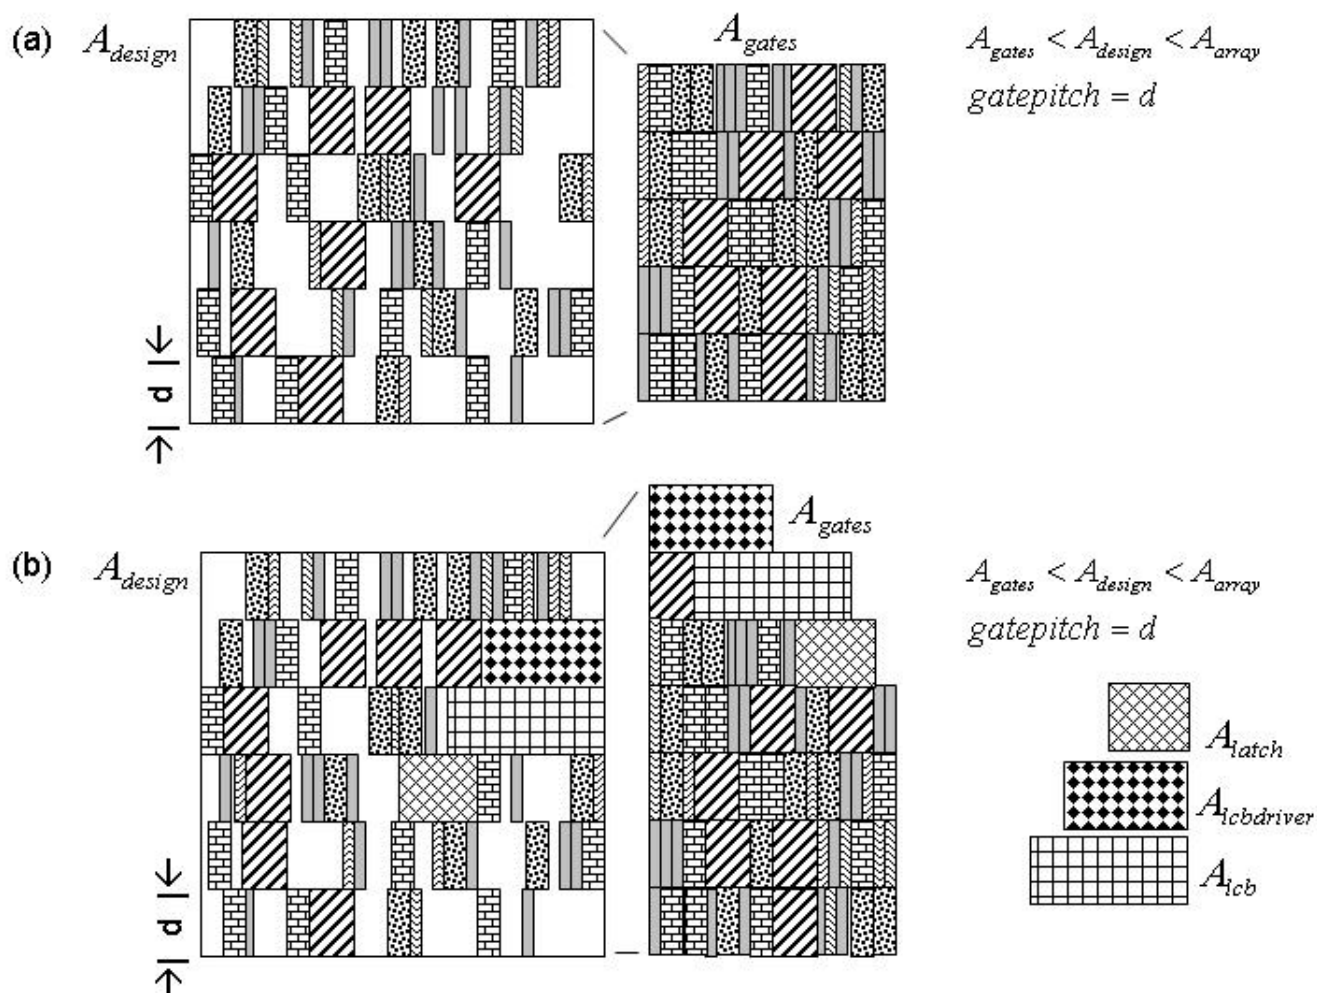 (a) A_design
A_gates
A_gates < A_design < A_array
gatepitch = d
d
(b) A_design
A_gates
A_gates < A_design < A_array
gatepitch = d
A_latch
A_lcbdriver
A_lcb
d